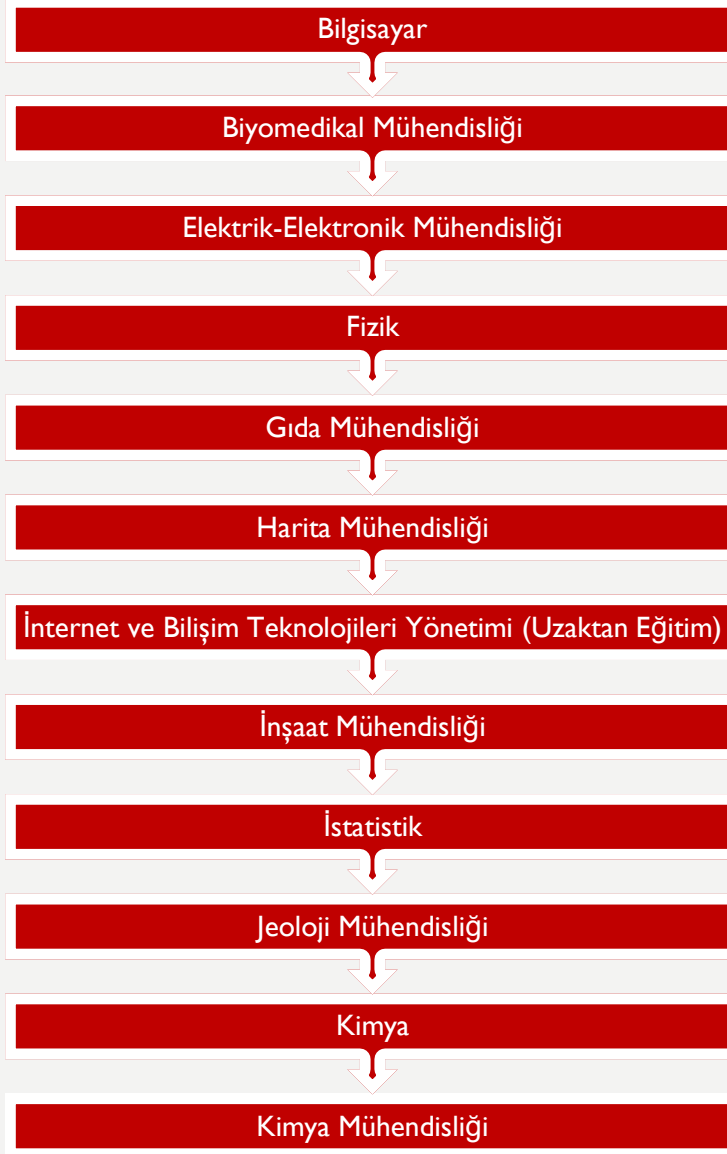 Bilgisayar
Biyomedikal Mühendisliği
Elektrik-Elektronik Mühendisliği
Fizik
Gıda Mühendisliği
Harita Mühendisliği
İnternet ve Bilişim Teknolojileri Yönetimi (Uzaktan Eğitim)
İnşaat Mühendisliği
İstatistik
Jeoloji Mühendisliği
Kimya
Kimya Mühendisliği